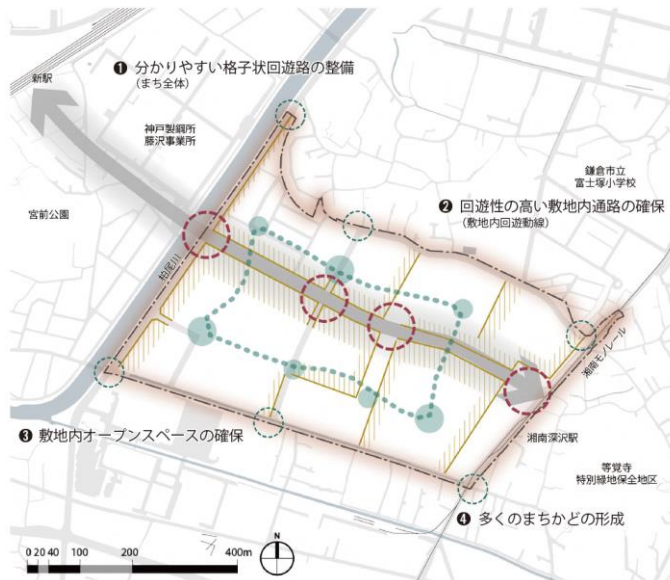 ❶ 分かりやすい格子状回遊路の整備
(まち全体)
新駅
神戸製鋼所
藤沢事業所
鎌倉市立
富士塚小学校
宮前公園
❷ 回遊性の高い敷地内通路の確保
(敷地内回遊動線)
柏尾川
湘南モノレール
❸ 敷地内オープンスペースの確保
湘南深沢駅
等覚寺
特別緑地保全地区
❹ 多くのまちかどの形成
N
0 20 40 100 200 400m